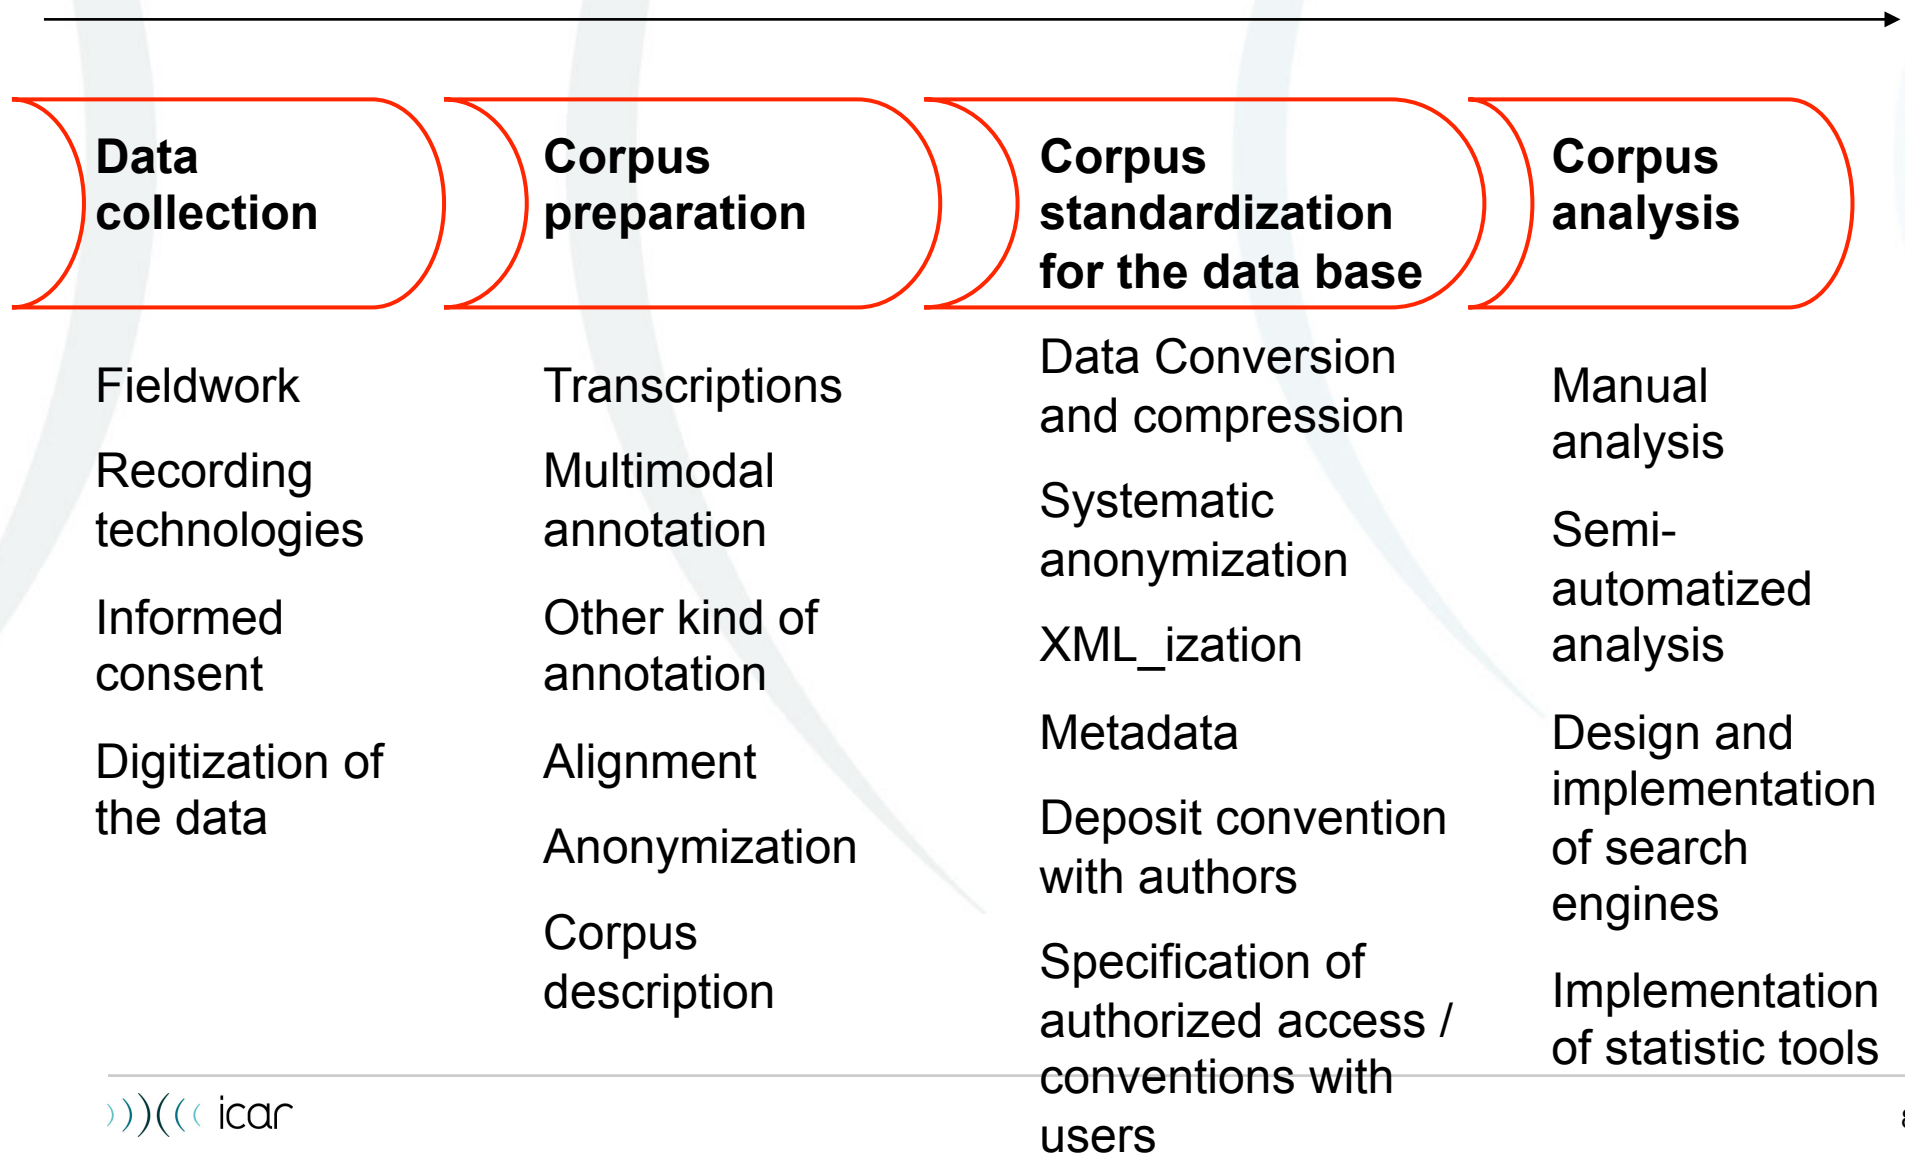 Data
collection
Fieldwork
Recording
technologies
Informed
consent
Digitization of
the data
Corpus
preparation
Transcriptions
Multimodal
annotation
Other kind of
annotation
Alignment
Anonymization
Corpus
description
Corpus
standardization
for the data base
Data Conversion
and compression
Systematic
anonymization
XML_ization
Metadata
Deposit convention
with authors
Specification of
authorized access /
conventions with
users
Corpus
analysis
Manual
analysis
Semi-
automatized
analysis
Design and
implementation
of search
engines
Implementation
of statistic tools
icar